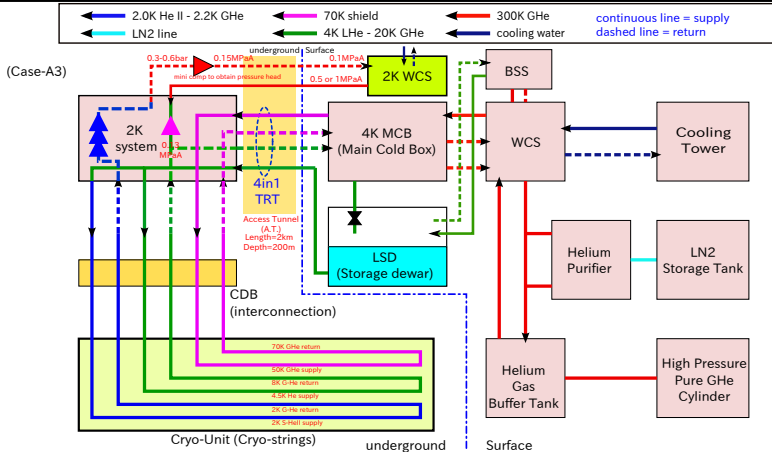 2.0K He II - 2.2K GHe
70K shield
300K GHe
continuous line = supply
LN2 line
4K LHe - 20K GHe
cooling water
dashed line = return
(Case-A3)
0.3-0,6bar
0.15MPaA
underground
Surface
0.1MPaA
mini comp to obtain pressure head
0.5 or 1MPaA
2K WCS
BSS
2K
system
MPaA
4in1
TRT
4K MCB
(Main Cold Box)
WCS
Cooling
Tower
Access Tunnel
(A.T.)
Length=2km
Depth=200m
LSD
(Storage dewar)
Helium
Purifier
LN2
Storage Tank
CDB
(interconnection)
70K GHe return
50K GHe supply
8K G-He return
4.5K He supply
2K G-He return
2K S-HeII supply
Helium
Gas
Buffer Tank
High Pressure
Pure GHe
Cylinder
Cryo-Unit (Cryo-strings)
underground
Surface